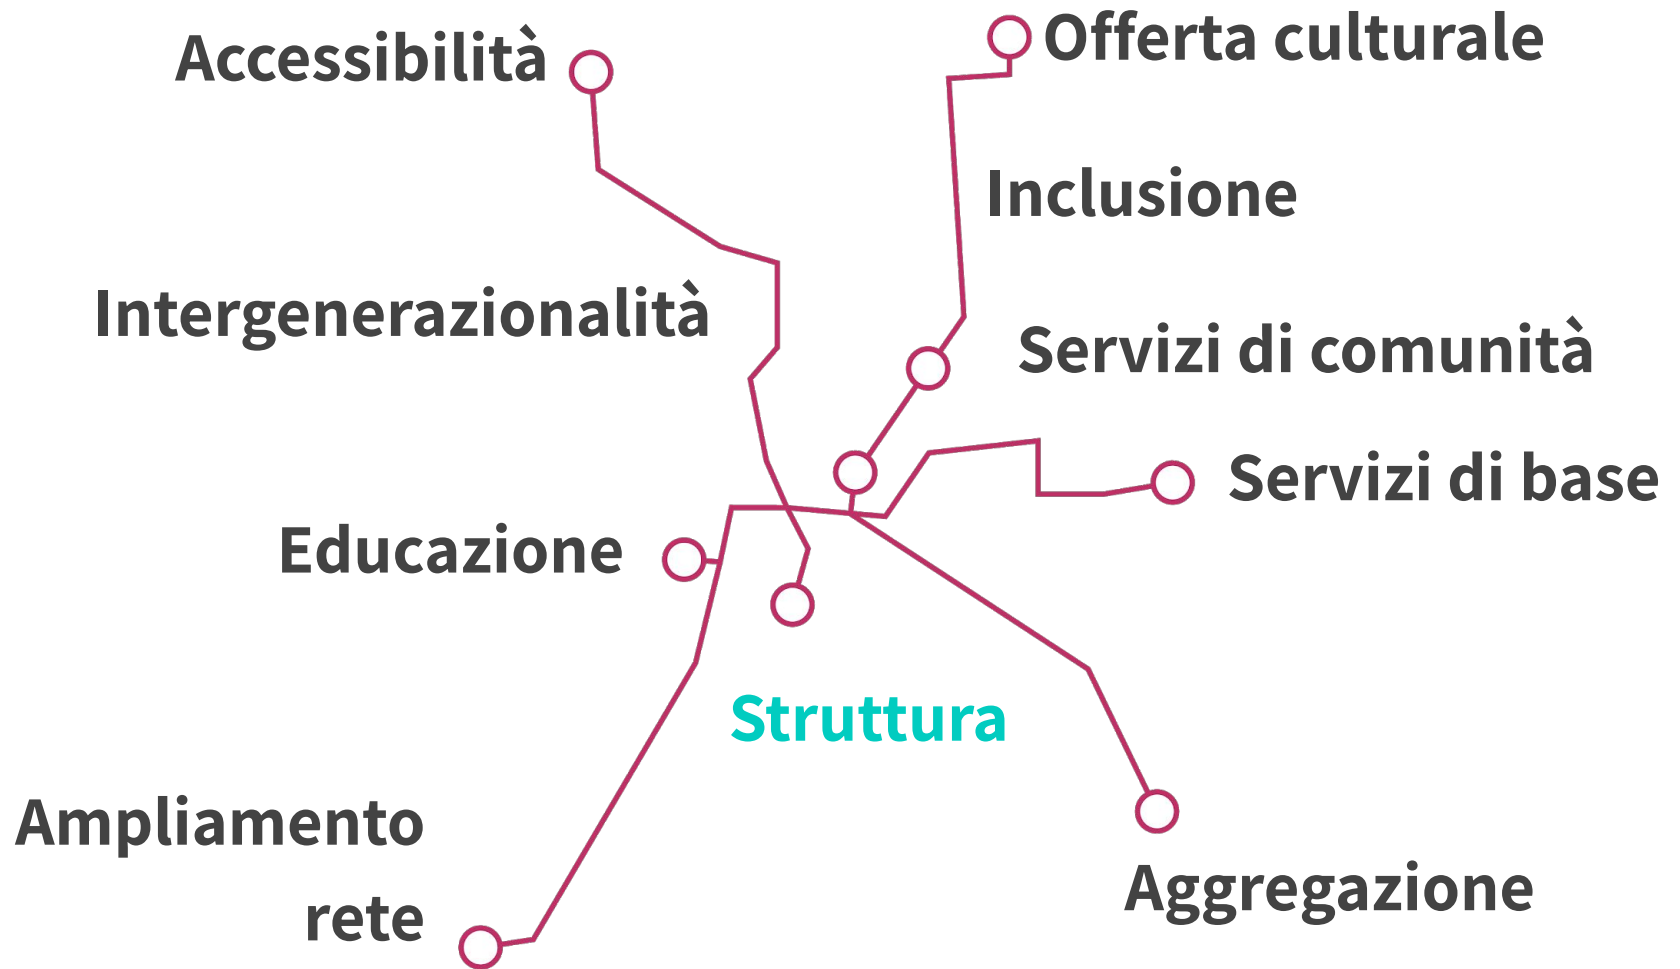 Offerta culturale
Accessibilità
Inclusione
Intergenerazionalità
Servizi di comunità
Servizi di base
Educazione
Struttura
Ampliamento
rete
Aggregazione